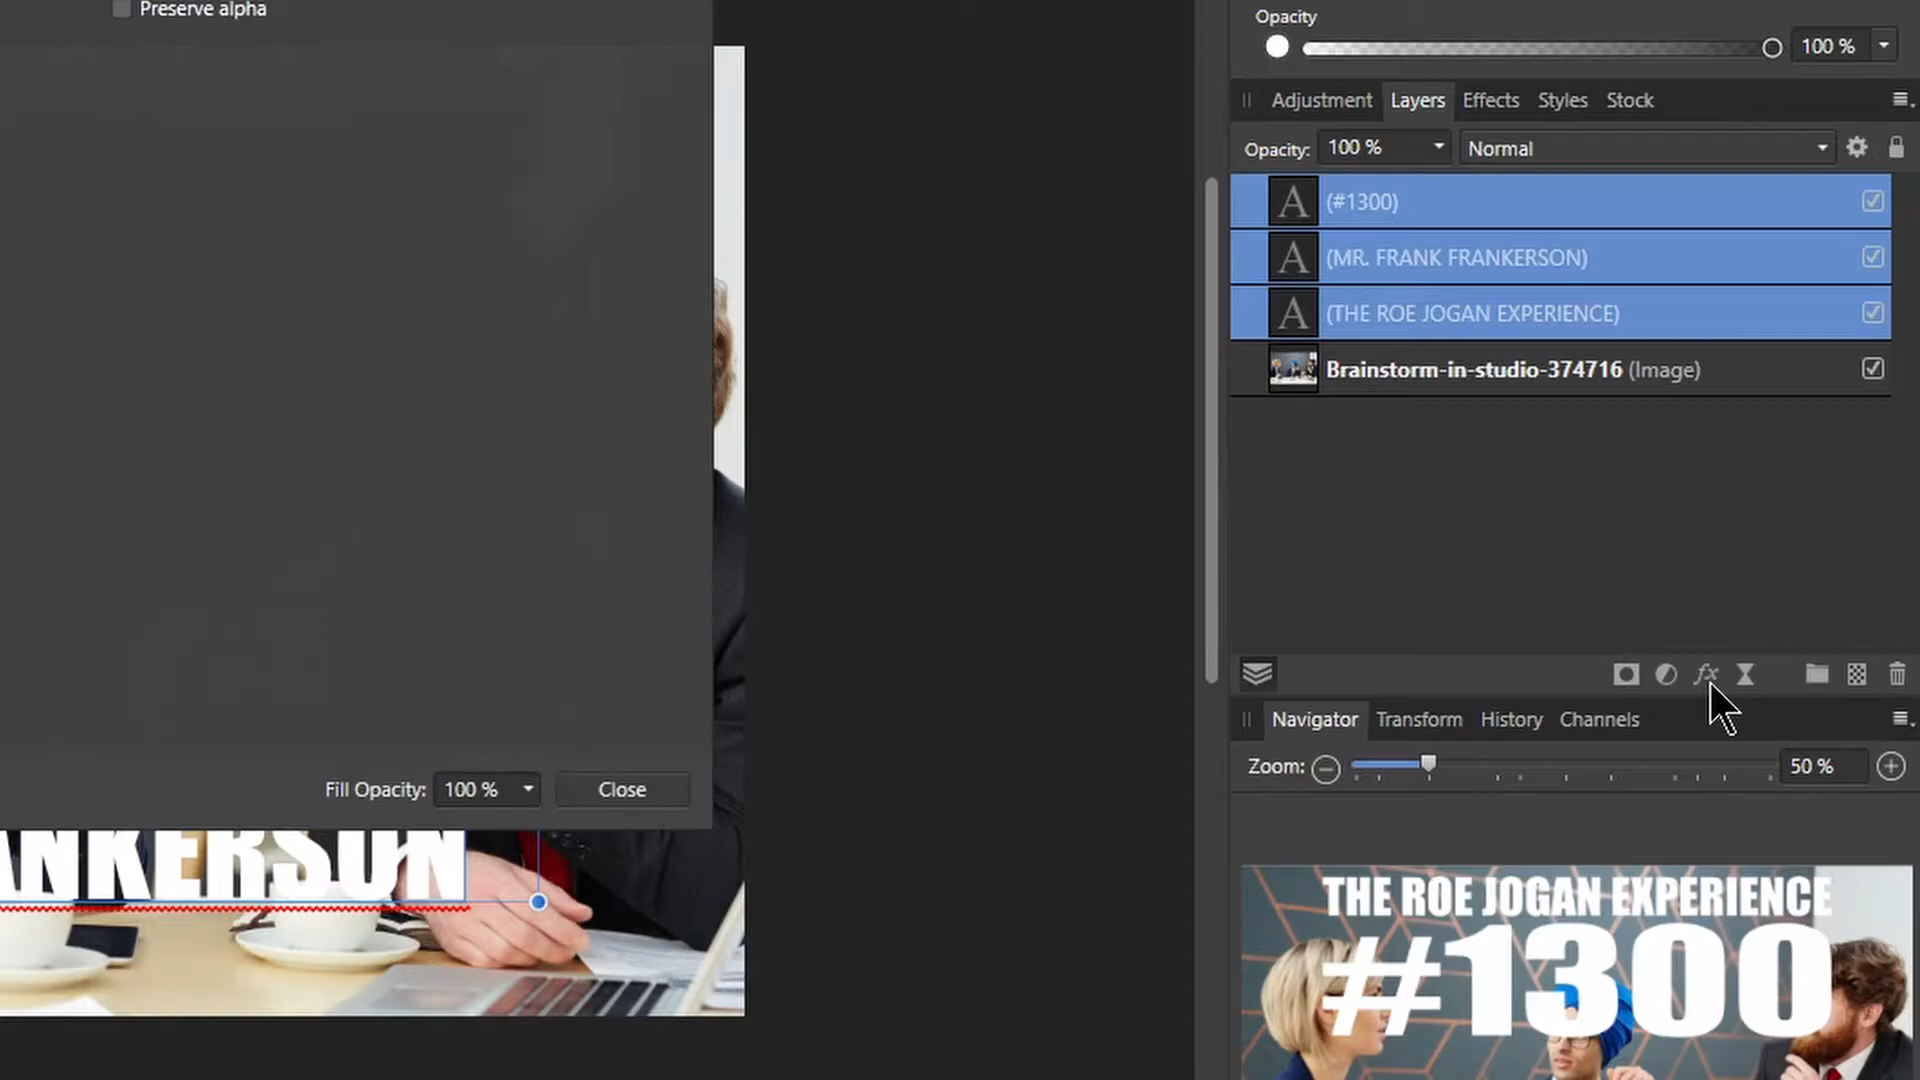 Preserve alpha
Opacity
100 %
Adjustment Layers Effects Styles Stock
Opacity: 100 % Normal
A (#1300)
A (MR. FRANK FRANKERSON)
A (THE ROE JOGAN EXPERIENCE)
Brainstorm-in-studio-374716 (Image)
fx
Navigator Transform History Channels
Zoom: 50 %
Fill Opacity: 100 % Close
ANKERSON
THE ROE JOGAN EXPERIENCE
#1300